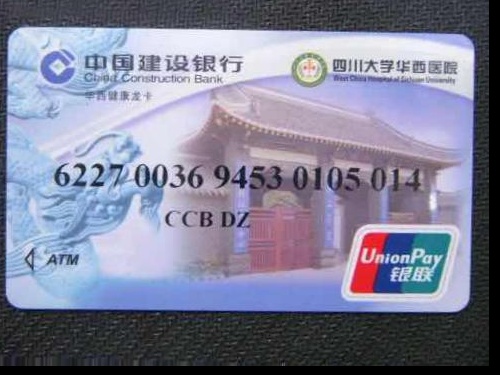 中国建设银行
China Construction Bank
华西健康龙卡
四川大学华西医院
West China Hospital of Sichuan University
6227 0036 9453 0105 014
CCB DZ
ATM
UnionPay
银联